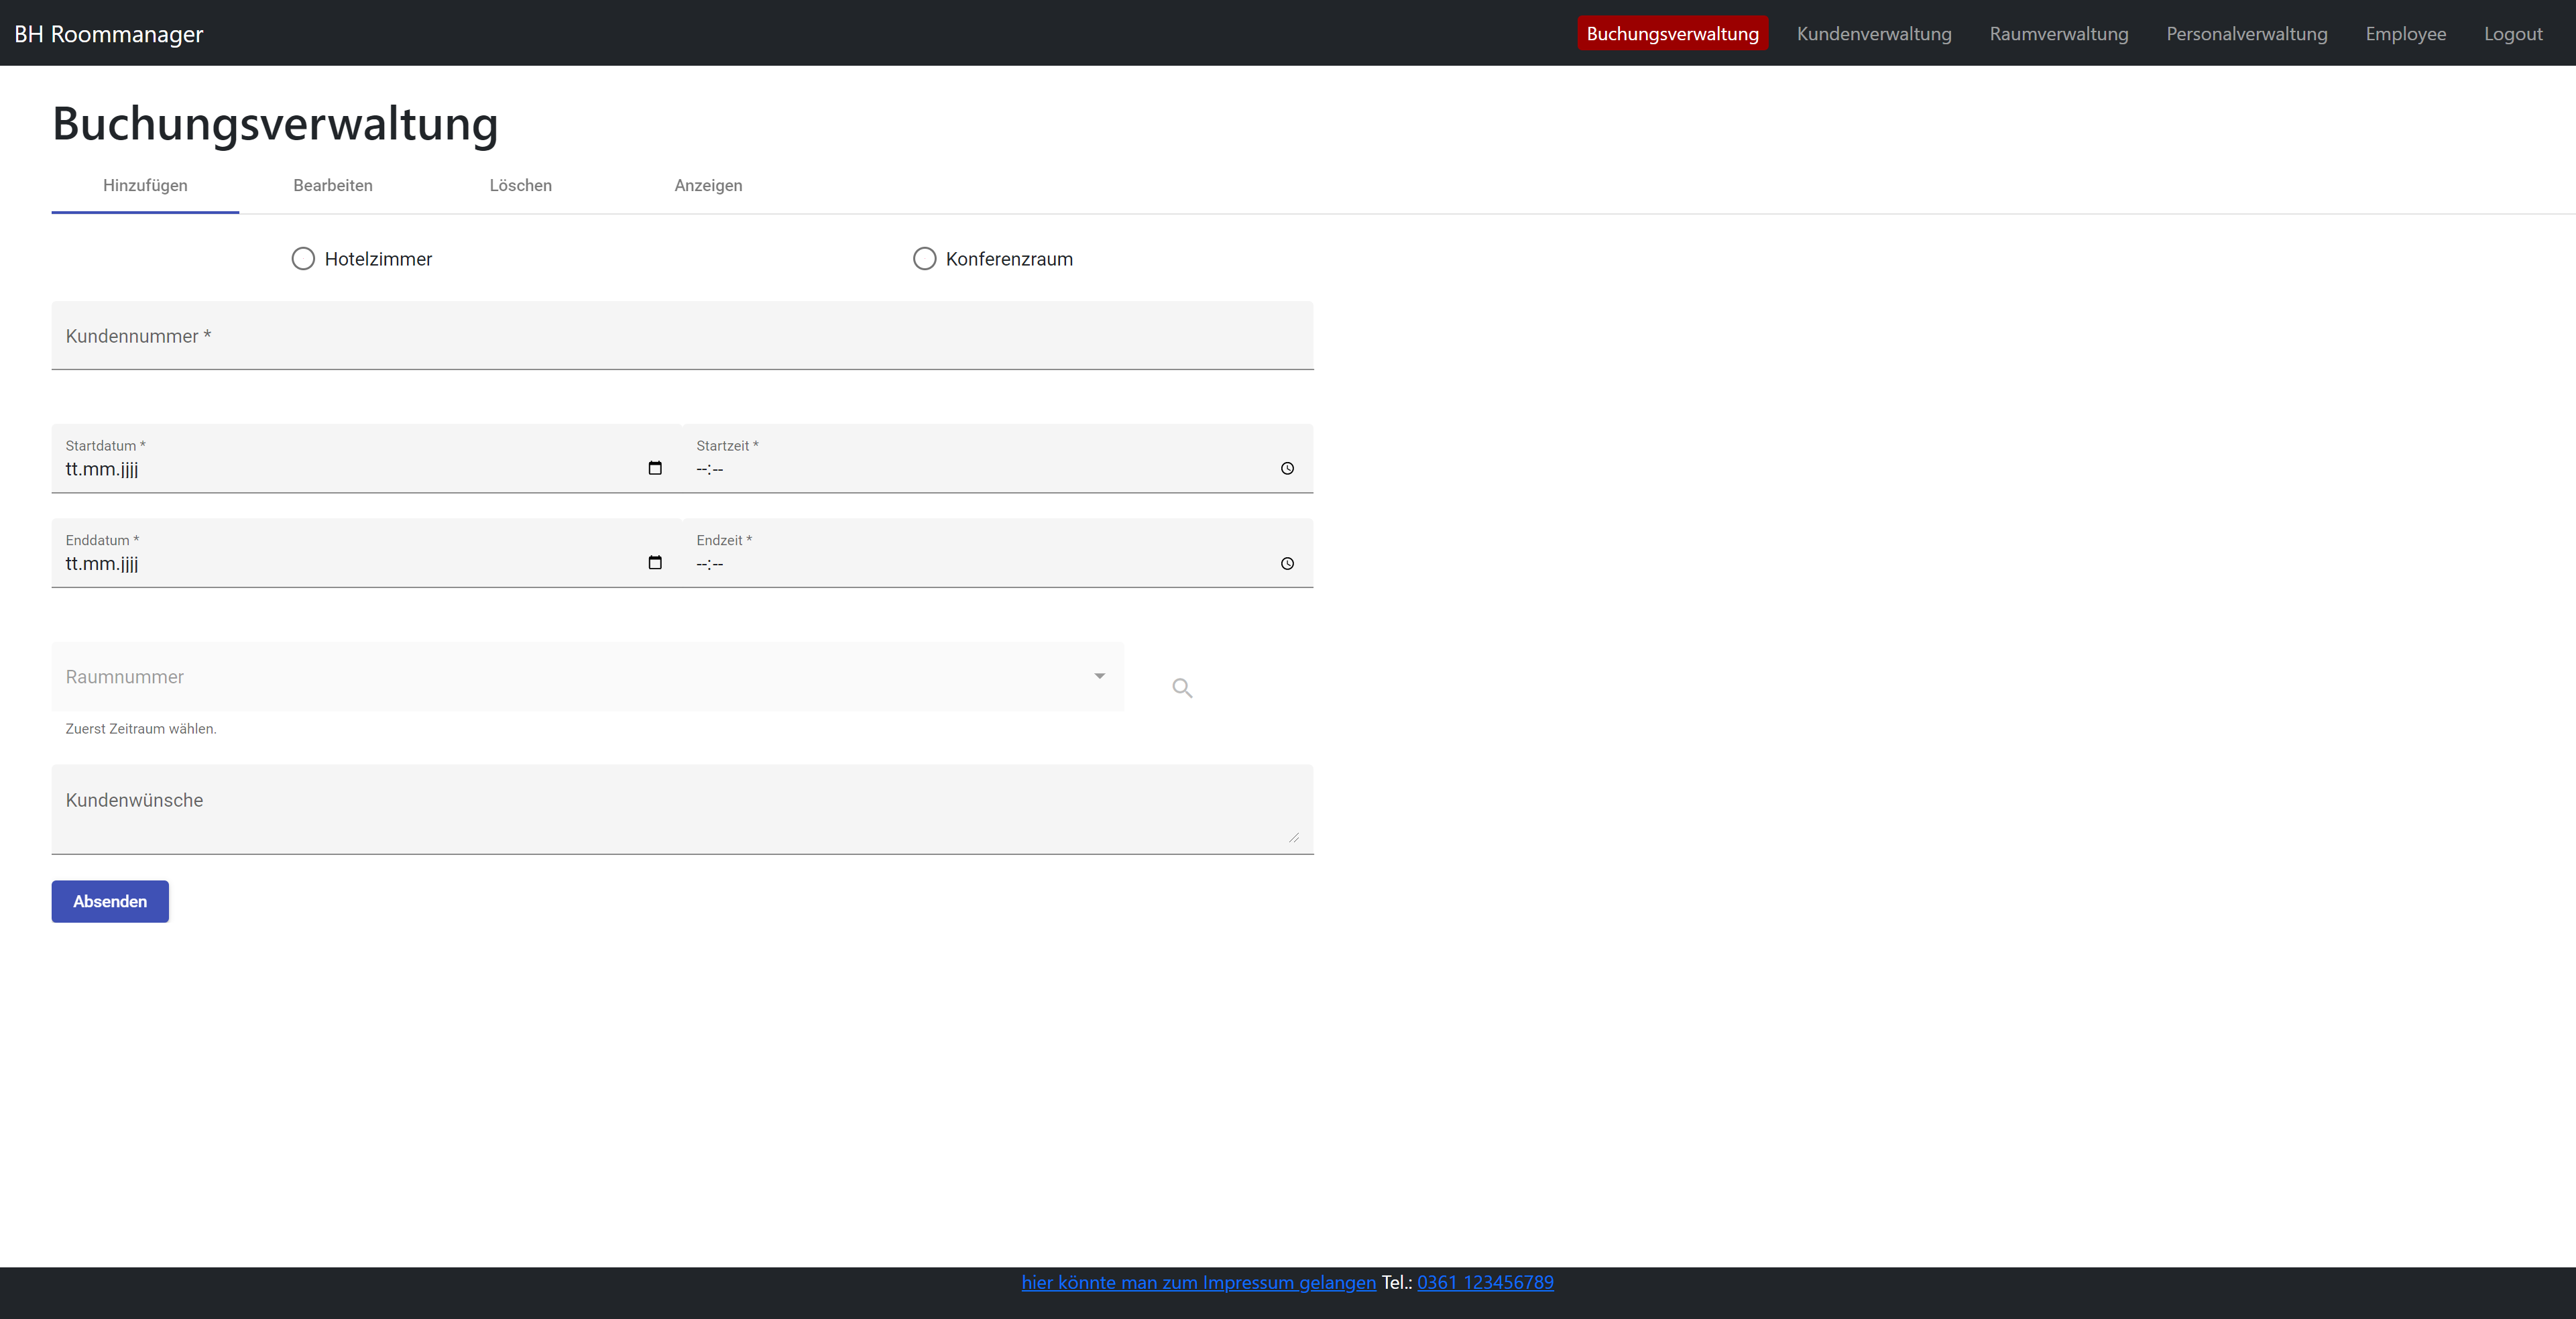 BH Roommanager
Buchungsverwaltung Kundenverwaltung Raumverwaltung Personalverwaltung Employee Logout
Buchungsverwaltung
Hinzufügen Bearbeiten Löschen Anzeigen
Hotelzimmer Konferenzraum
Kundennummer *
Startdatum * Startzeit *
tt.mm.jjjj --:--
Enddatum * Endzeit *
tt.mm.jjjj --:--
Raumnummer
Zuerst Zeitraum wählen.
Kundenwünsche
Absenden
hier könnte man zum Impressum gelangen Tel.: 0361 123456789